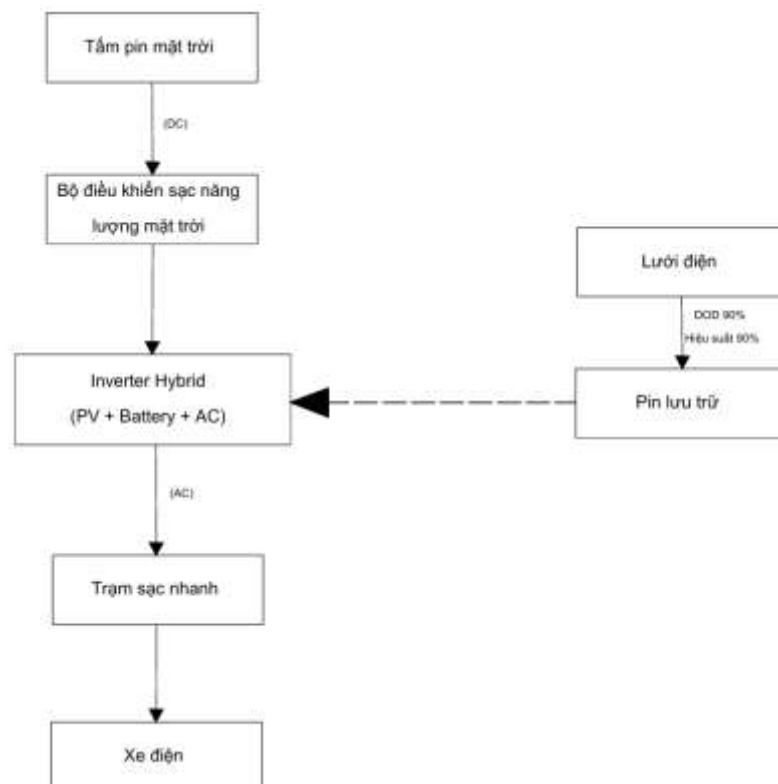 Tấm pin mặt trời
(DC)
Bộ điều khiển sạc năng
lượng mặt trời
Lưới điện
DOD 90%
Hiệu suất 90%
Inverter Hybrid
(PV + Battery + AC)
Pin lưu trữ
(AC)
Trạm sạc nhanh
Xe điện